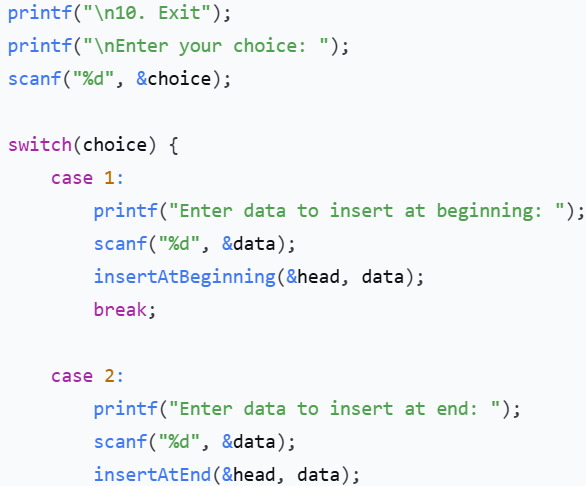 printf("\n10. Exit");
printf("\nEnter your choice: ");
scanf("%d", &choice);
switch(choice) {
case 1:
printf("Enter data to insert at beginning: ");
scanf("%d", &data);
insertAtBeginning(&head, data);
break;
case 2:
printf("Enter data to insert at end: ");
scanf("%d", &data);
insertAtEnd(&head, data);